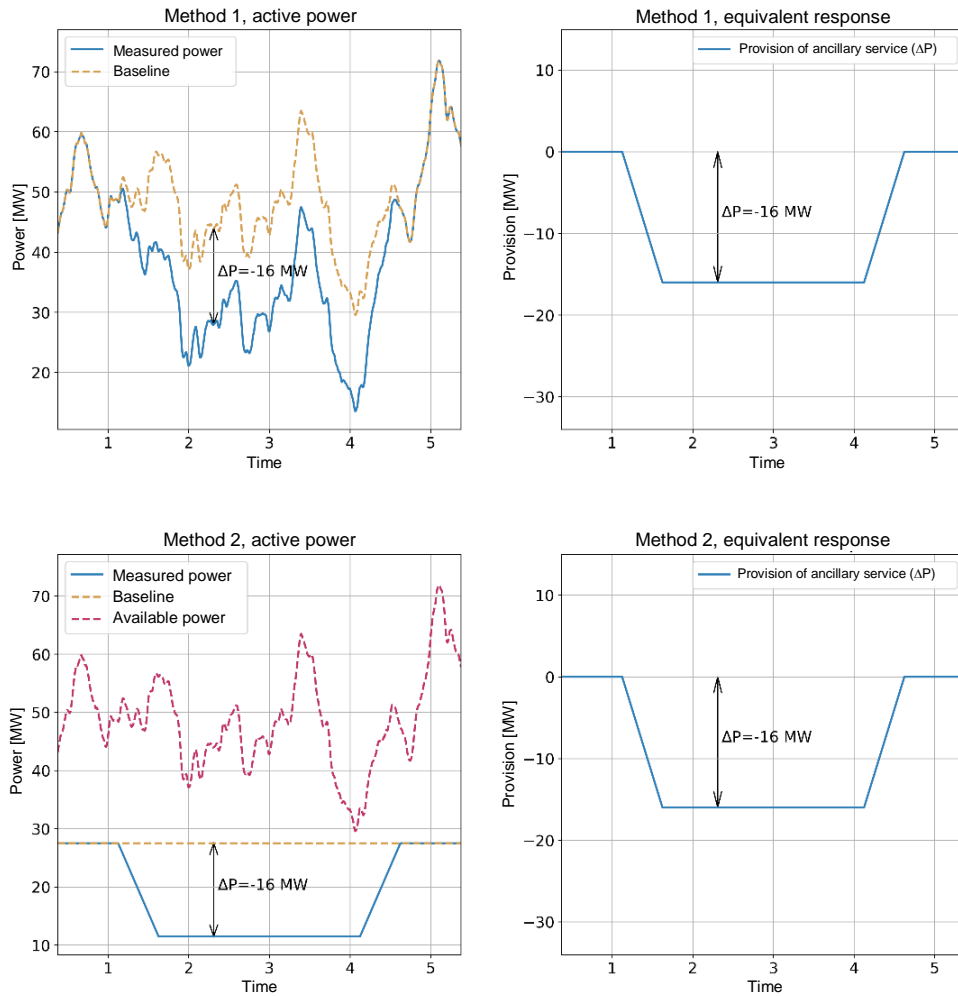 Method 1, active power
Measured power
Baseline
Power [MW]
70
60
50
40
30
20
ΔP=-16 MW
1
2
3
4
5
Time
Method 1, equivalent response
Provision of ancillary service (ΔP)
Provision [MW]
10
0
−10
−20
−30
ΔP=-16 MW
1
2
3
4
5
Time
Method 2, active power
Measured power
Baseline
Available power
Power [MW]
70
60
50
40
30
20
10
ΔP=-16 MW
1
2
3
4
5
Time
Method 2, equivalent response
Provision of ancillary service (ΔP)
Provision [MW]
10
0
−10
−20
−30
ΔP=-16 MW
1
2
3
4
5
Time